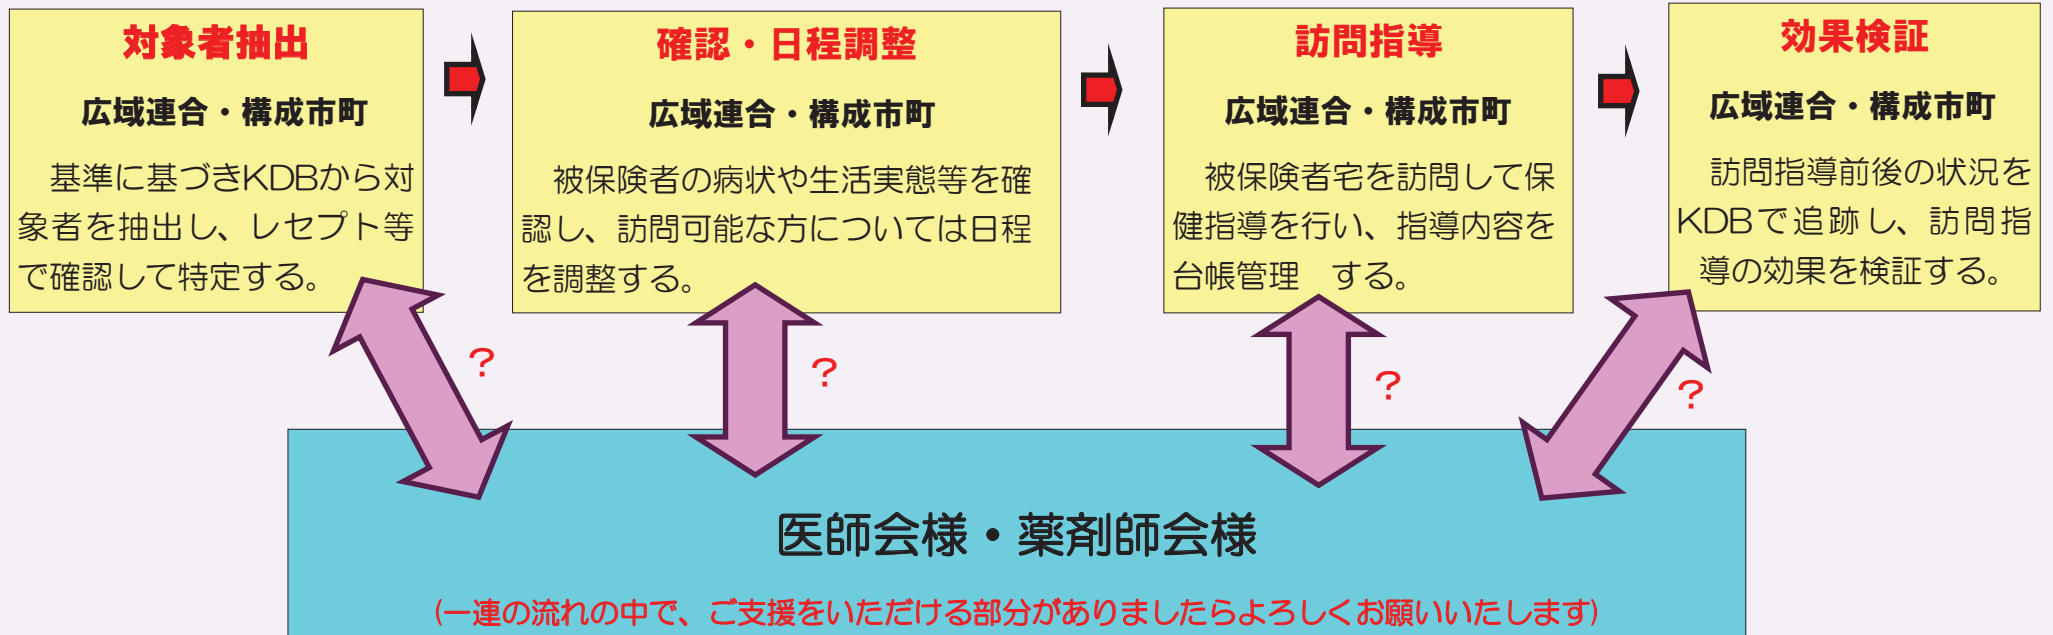 対象者抽出
広域連合・構成市町
基準に基づきKDBから対
象者を抽出し、レセプト等
で確認して特定する。
確認・日程調整
広域連合・構成市町
被保険者の病状や生活実態等を確
認し、訪問可能な方については日程
を調整する。
訪問指導
広域連合・構成市町
被保険者宅を訪問して保
健指導を行い、指導内容を
台帳管理　する。
効果検証
広域連合・構成市町
訪問指導前後の状況を
KDBで追跡し、訪問指
導の効果を検証する。
?
?
?
?
医師会様・薬剤師会様
(一連の流れの中で、ご支援をいただける部分がありましたらよろしくお願いいたします)